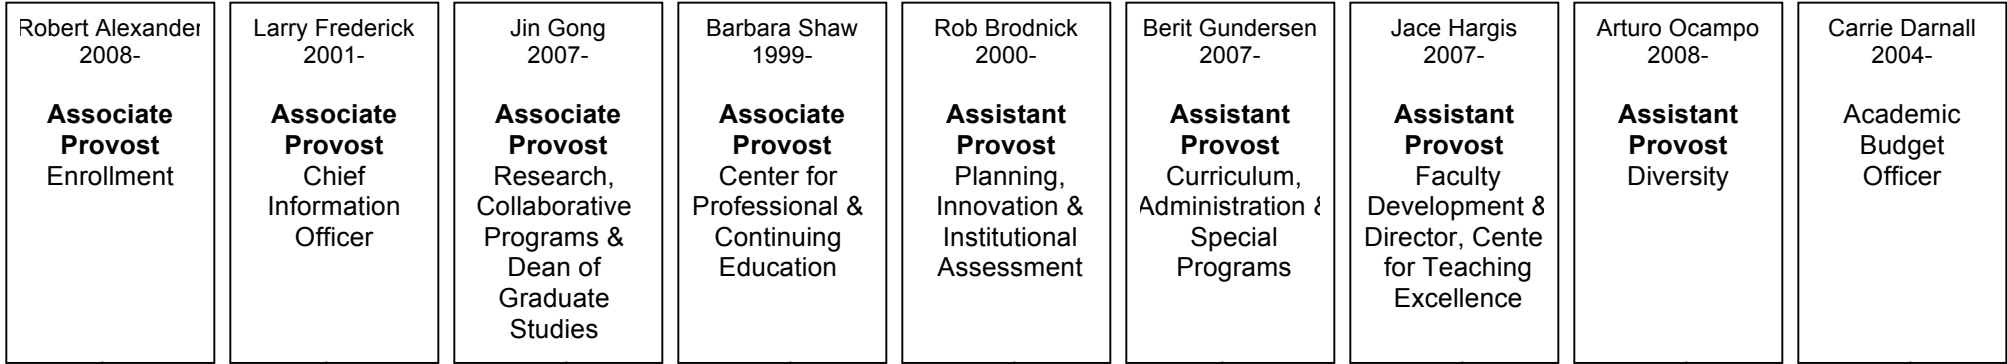 Robert Alexander
2008-
Associate
Provost
Enrollment
Larry Frederick
2001-
Associate
Provost
Chief
Information
Officer
Jin Gong
2007-
Associate
Provost
Research,
Collaborative
Programs &
Dean of
Graduate
Studies
Barbara Shaw
1999-
Associate
Provost
Center for
Professional &
Continuing
Education
Rob Brodnick
2000-
Assistant
Provost
Planning,
Innovation &
Institutional
Assessment
Berit Gundersen
2007-
Assistant
Provost
Curriculum,
Administration &
Special
Programs
Jace Hargis
2007-
Assistant
Provost
Faculty
Development &
Director, Cente
for Teaching
Excellence
Arturo Ocampo
2008-
Assistant
Provost
Diversity
Carrie Darnall
2004-
Academic
Budget
Officer